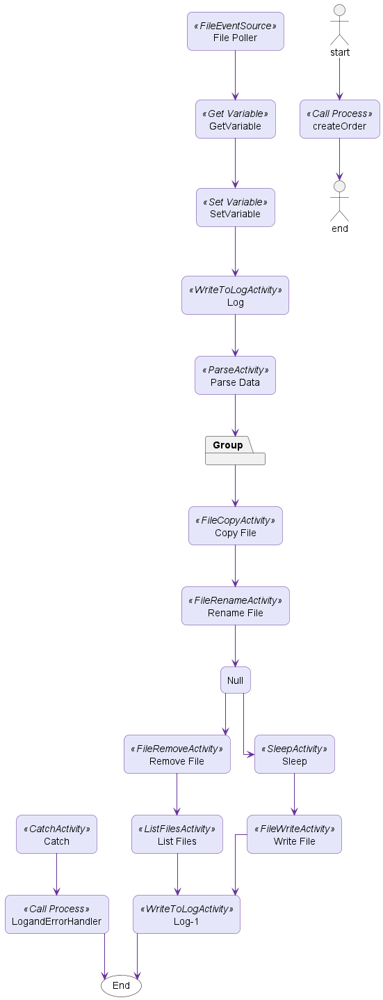 «FileEventSource»
File Poller
start
«Get Variable»
GetVariable
«Call Process»
createOrder
«Set Variable»
SetVariable
end
«WriteToLogActivity»
Log
«ParseActivity»
Parse Data
Group
«FileCopyActivity»
Copy File
«FileRenameActivity»
Rename File
Null
«FileRemoveActivity»
Remove File
«SleepActivity»
Sleep
«CatchActivity»
Catch
«ListFilesActivity»
List Files
«FileWriteActivity»
Write File
«Call Process»
LogandErrorHandler
«WriteToLogActivity»
Log-1
End